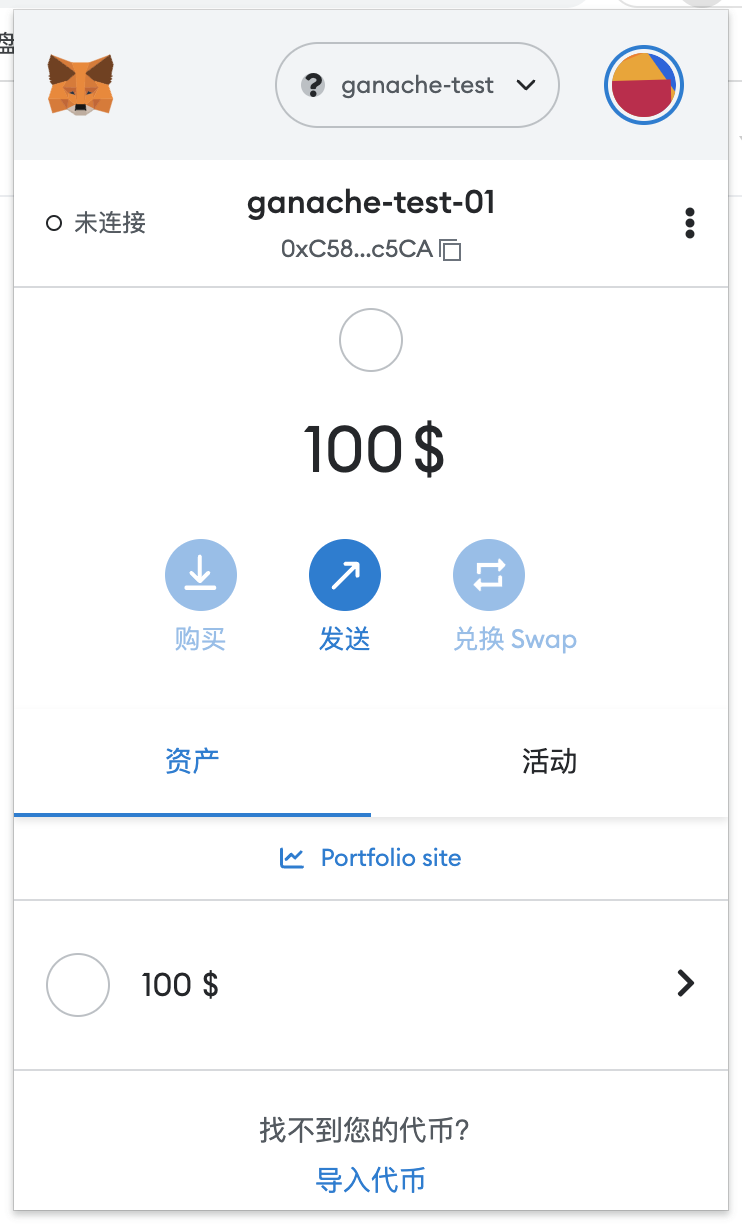 盘
ganache-test
未连接
ganache-test-01
0xC58...c5CA
100 $
购买
发送
兑换 Swap
资产
活动
Portfolio site
100 $
找不到您的代币?
导入代币